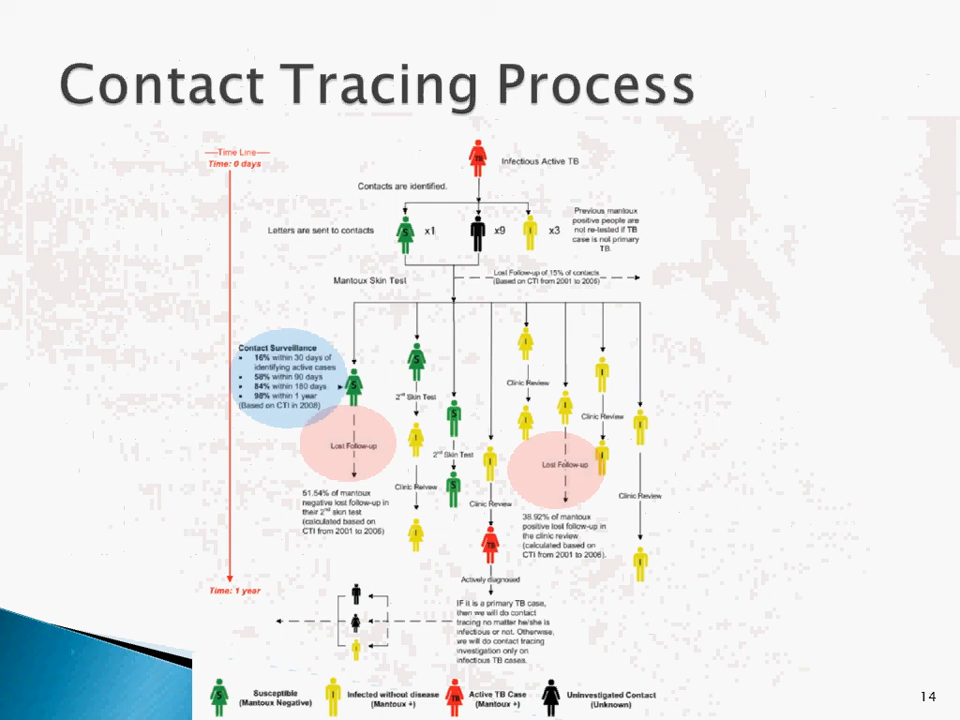 Contact Tracing Process
Time Line
Time: 0 days
TB
Infectious Active TB
Contacts are identified.
Letters are sent to contacts
S
x1
x9
I
x3
Previous mantoux
positive people are
not re-tested if TB
case is not primary
TB.
Mantoux Skin Test
Lost Follow-up of 15% of contacts
(Based on CTI from 2001 to 2006)
Contact Surveillance
• 16% within 30 days of
identifying active cases
• 58% within 90 days
• 84% within 180 days
• 98% within 1 year
(Based on CTI in 2008)
S
Lost Follow-up
51.54% of mantoux
negative lost follow-up in
their 2nd skin test
(calculated based on
CTI from 2001 to 2006)
S
2nd Skin Test
I
Clinic Reivew
I
S
2nd Skin Test
S
I
Clinic Review
TB
Actively diagnosed
IF it is a primary TB case,
then we will do contact
tracing no matter he/she is
infectious or not. Otherwise,
we will do contact tracing
investigation only on
infectious TB cases.
I
Clinic Review
I
I
Lost Follow-up
38.92% of mantoux
positive lost follow-up in
the clinic review
(calculated based on
CTI from 2001 to 2006).
I
Clinic Review
I
I
Clinic Review
I
Time: 1 year
I
S
Susceptible
(Mantoux Negative)
I
Infected without disease
(Mantoux +)
TB
Active TB Case
(Mantoux +)
Uninvestigated Contact
(Unknown)
14